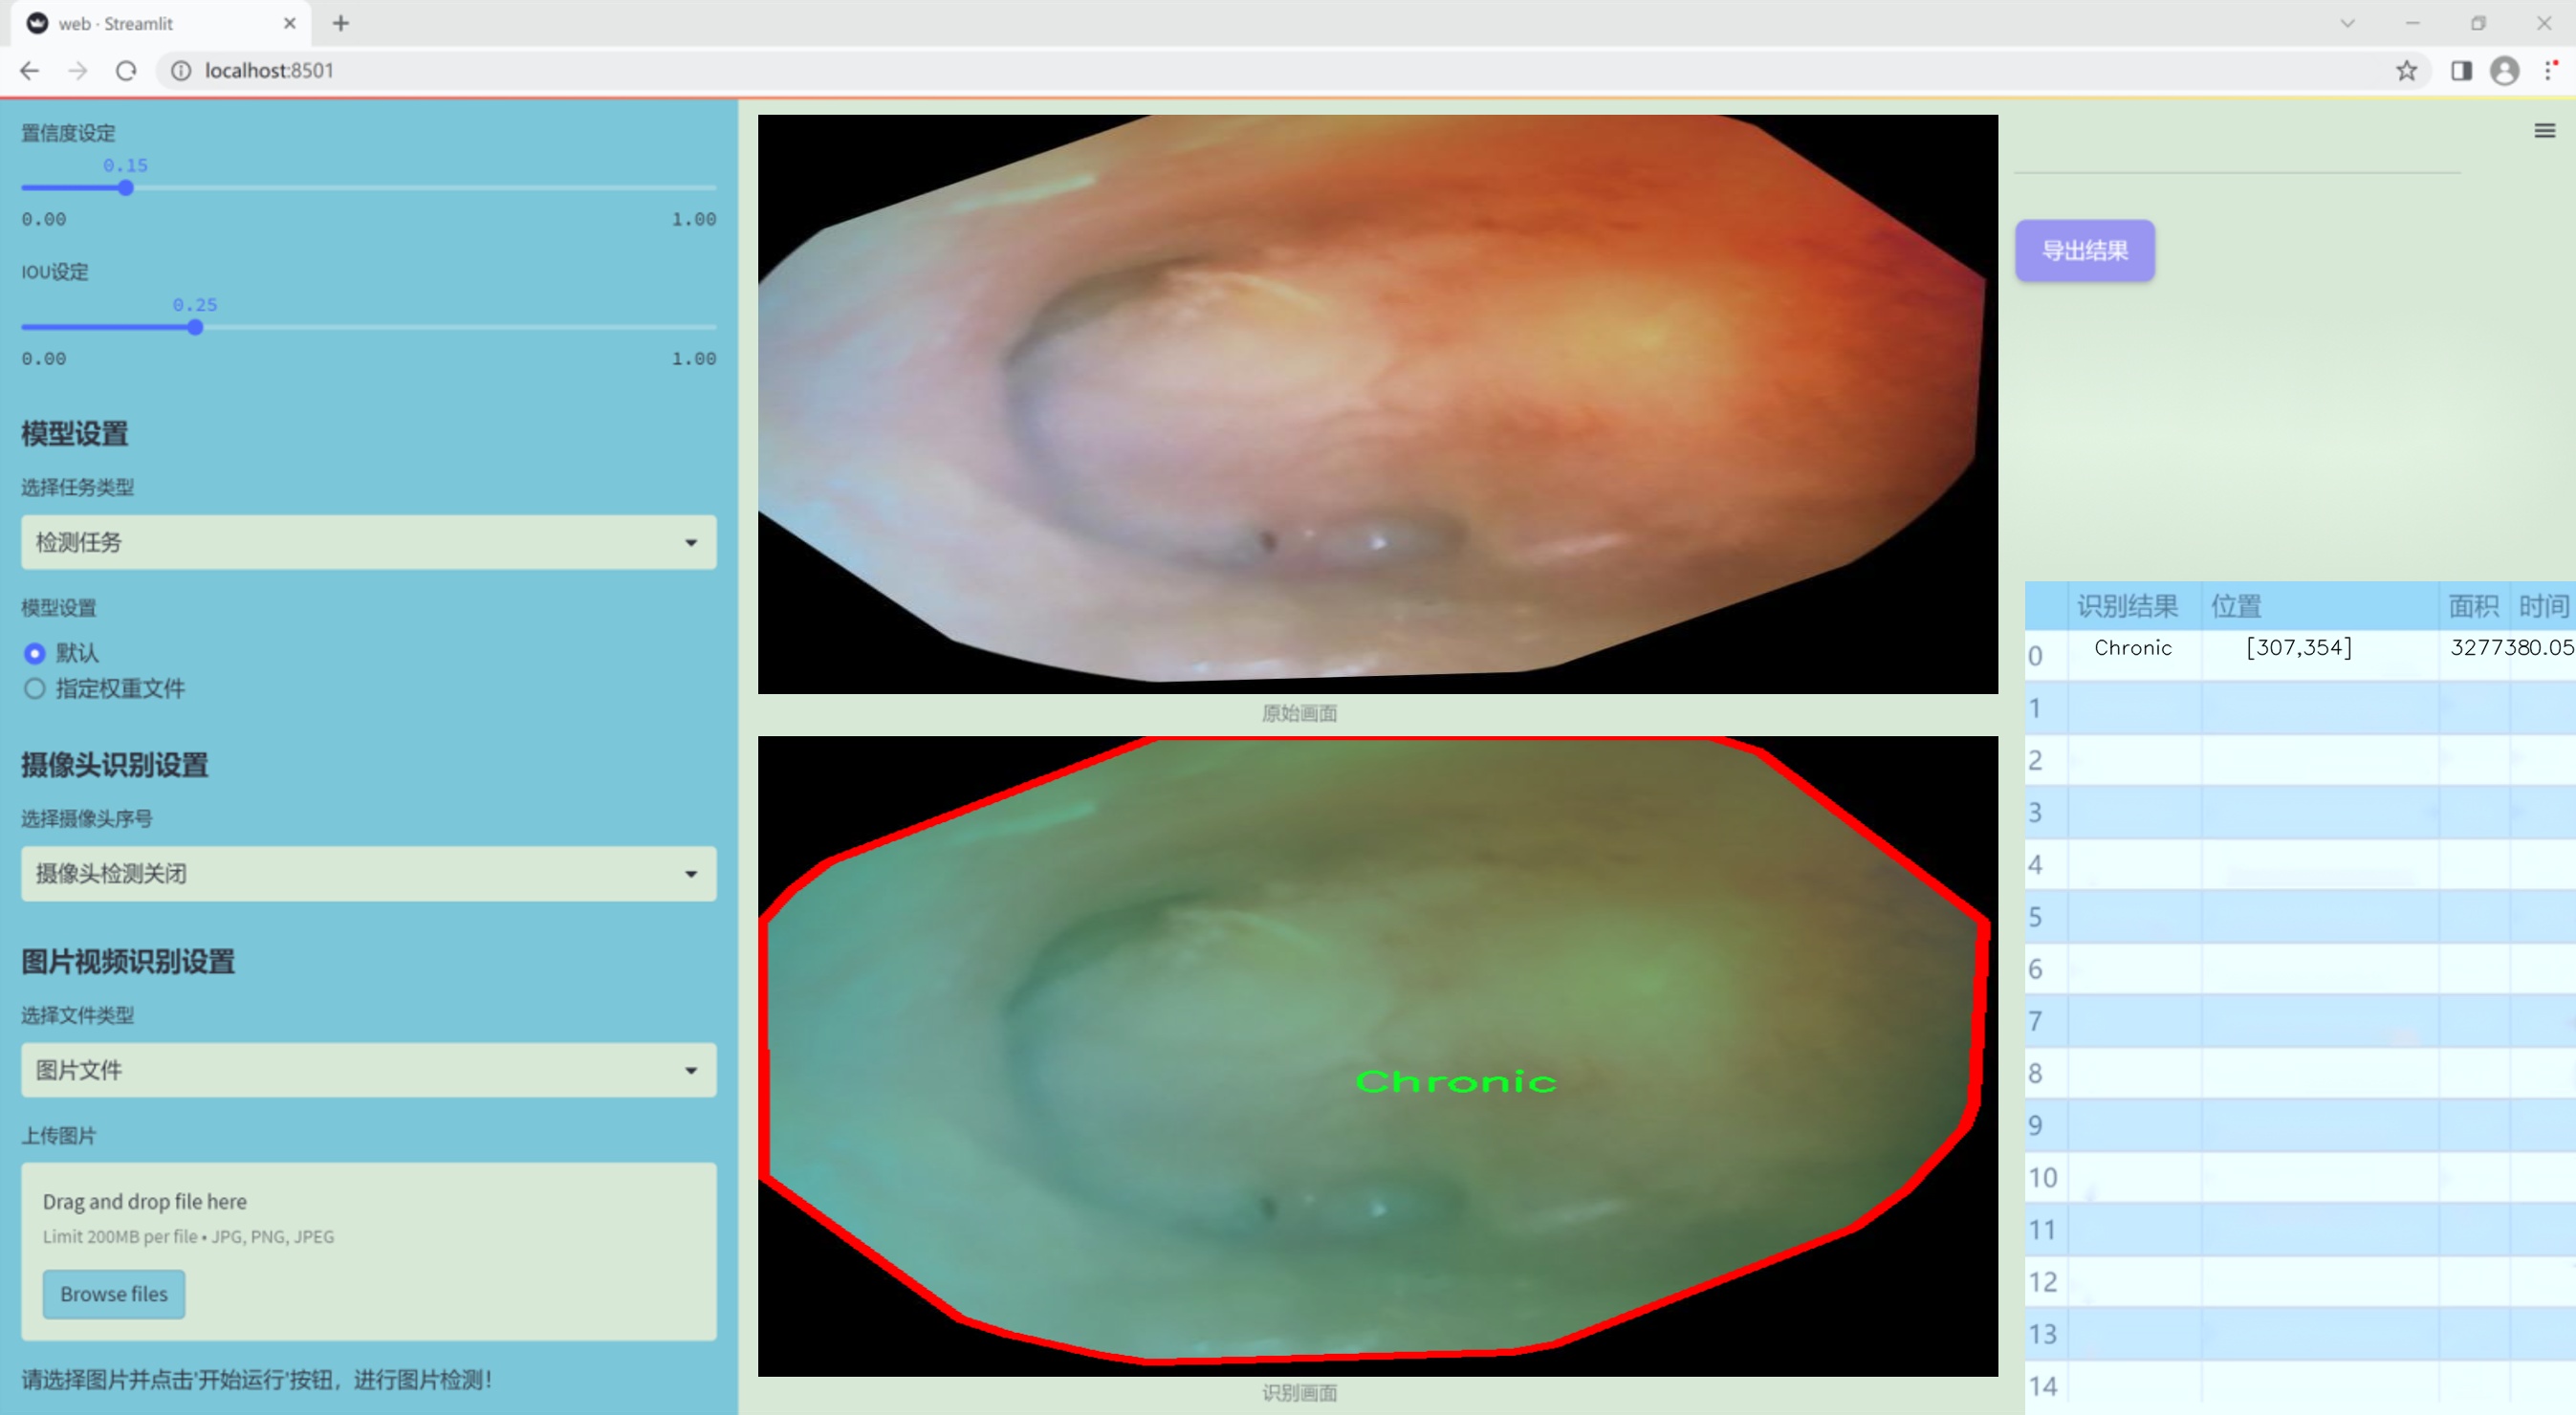 web · Streamlit
localhost:8501
置信度设定
0.15
0.00 1.00
IOU设定
0.25
0.00 1.00
模型设置
选择任务类型
检测任务
模型设置
默认
指定权重文件
摄像头识别设置
选择摄像头序号
摄像头检测关闭
图片视频识别设置
选择文件类型
图片文件
上传图片
Drag and drop file here
Limit 200MB per file • JPG, PNG, JPEG
Browse files
请选择图片并点击'开始运行'按钮，进行图片检测！
原始画面
Chronic
识别画面
导出结果
识别结果 位置 面积 时间
0 Chronic [307,354] 3277380.05
1
2
3
4
5
6
7
8
9
10
11
12
13
14